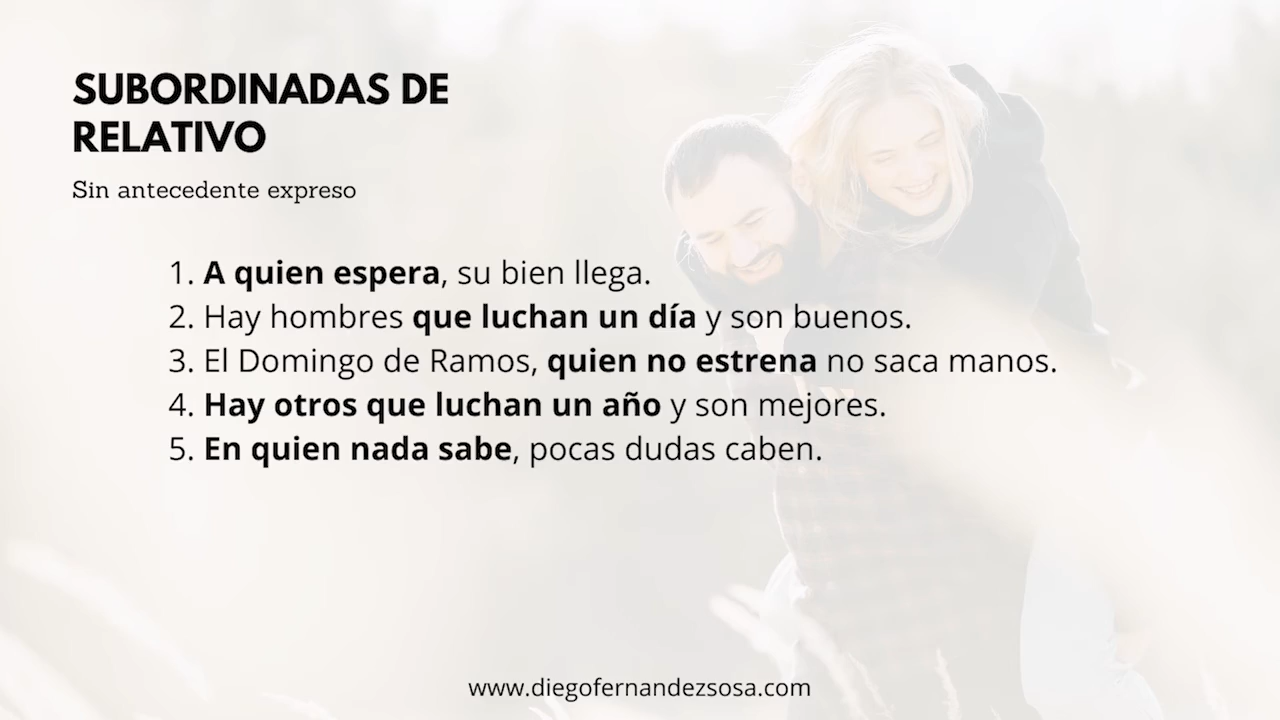 SUBORDINADAS DE
RELATIVO
Sin antecedente expreso
1. A quien espera, su bien llega.
2. Hay hombres que luchan un día y son buenos.
3. El Domingo de Ramos, quien no estrena no saca manos.
4. Hay otros que luchan un año y son mejores.
5. En quien nada sabe, pocas dudas caben.
www.diegofernandezsosa.com